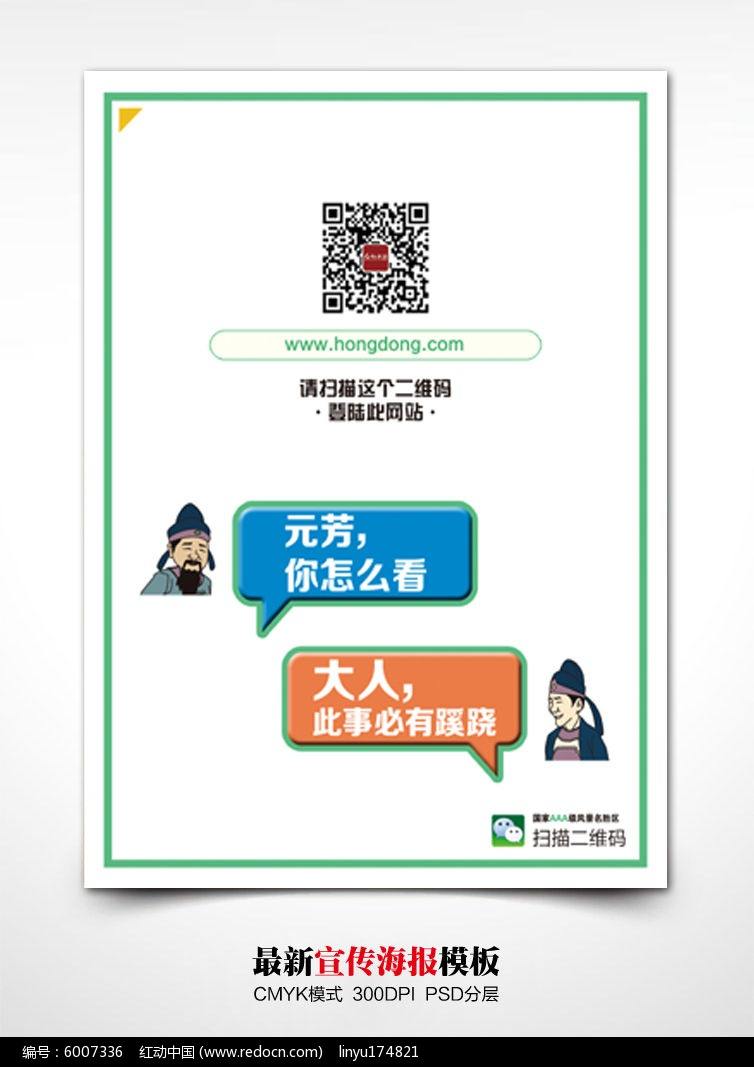 www.hongdong.com
请扫描这个二维码
·登陆此网站·
元芳，
你怎么看
大人，
此事必有蹊跷
国家AAA级风景名胜区
扫描二维码
最新宣传海报模板
CMYK模式 300DPI PSD分层
编号：6007336 红动中国 (www.redocn.com) linyu174821